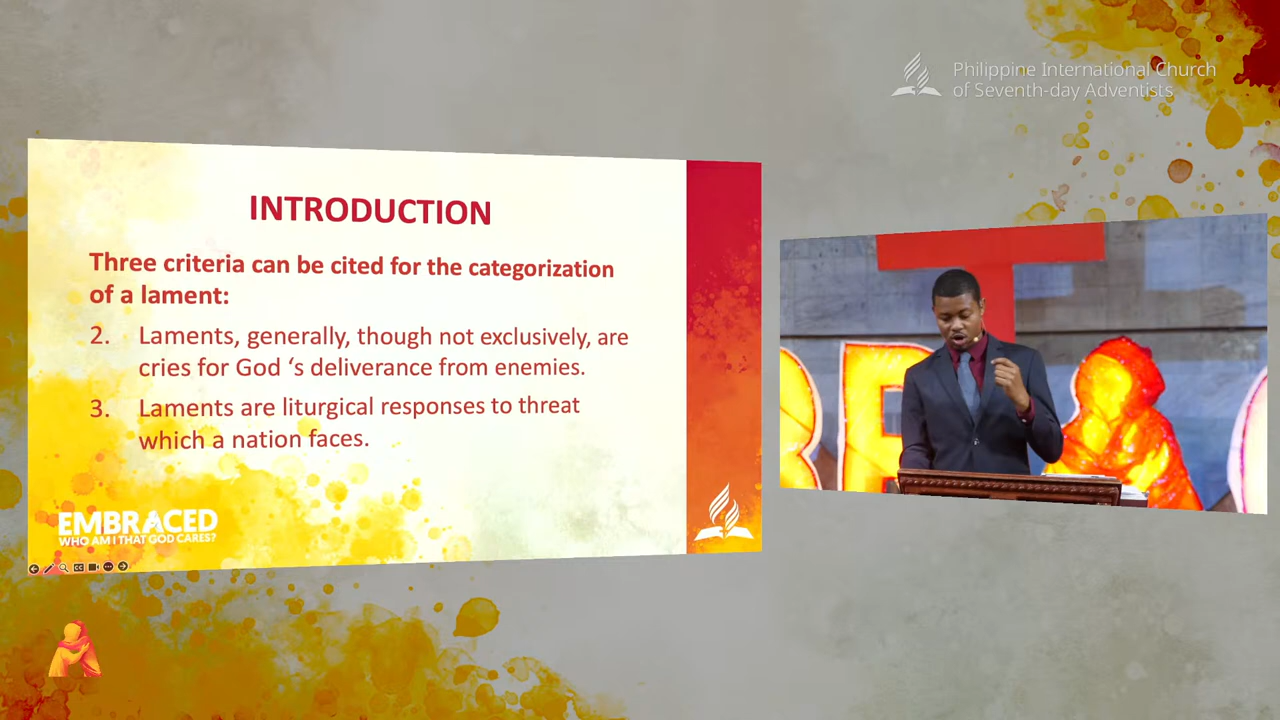 Philippine International Church
of Seventh-day Adventists
INTRODUCTION
Three criteria can be cited for the categorization
of a lament:
2. Laments, generally, though not exclusively, are
cries for God ‘s deliverance from enemies.
3. Laments are liturgical responses to threat
which a nation faces.
EMBRACED
WHO AM I THAT GOD CARES?